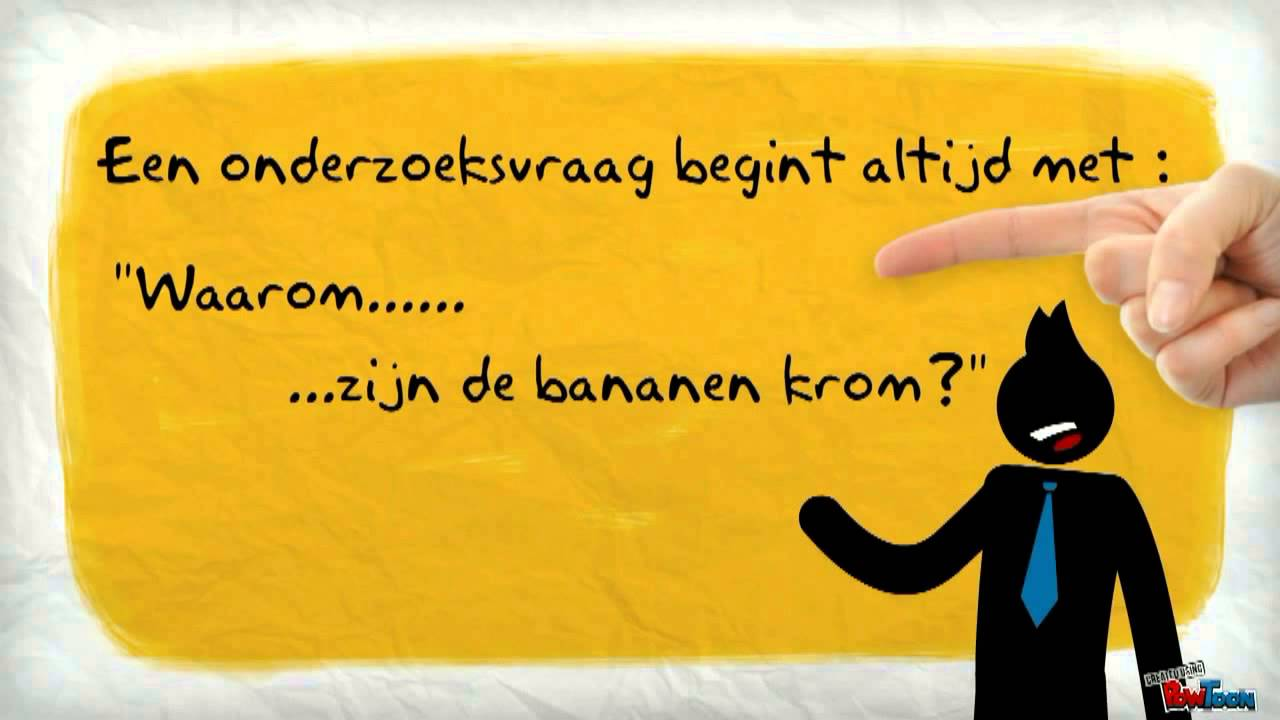 Een onderzoeksvraag begint altijd met :
"Waarom......
...zijn de bananen krom?"
CREATED USING
PowToon